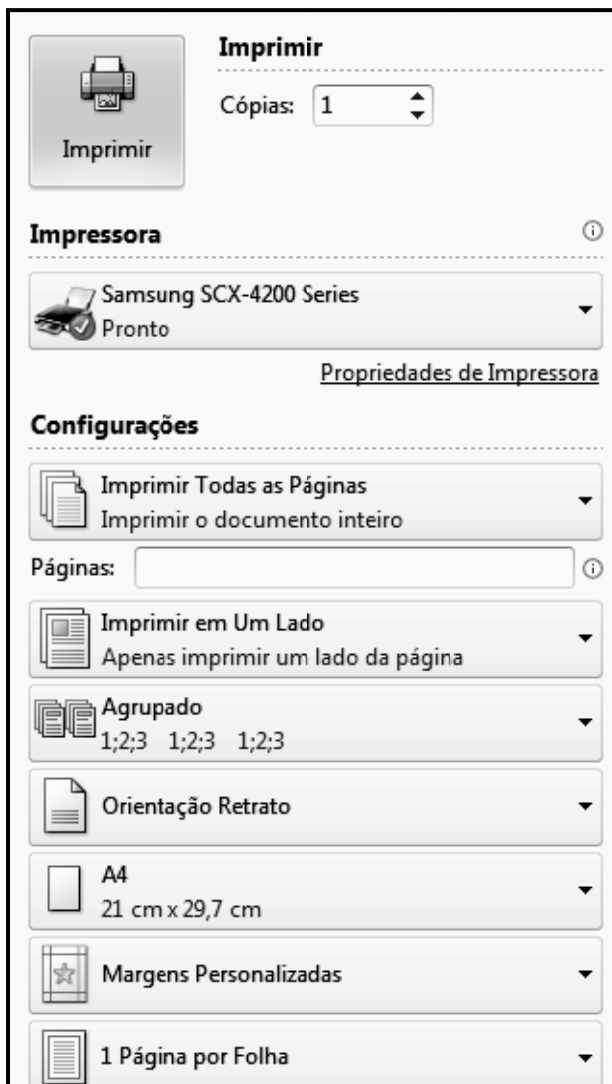 Imprimir
Imprimir
Cópias: 1
Impressora
Samsung SCX-4200 Series
Pronto
Propriedades de Impressora
Configurações
Imprimir Todas as Páginas
Imprimir o documento inteiro
Páginas:
Imprimir em Um Lado
Apenas imprimir um lado da página
Agrupado
1;2;3 1;2;3 1;2;3
Orientação Retrato
A4
21 cm x 29,7 cm
Margens Personalizadas
1 Página por Folha